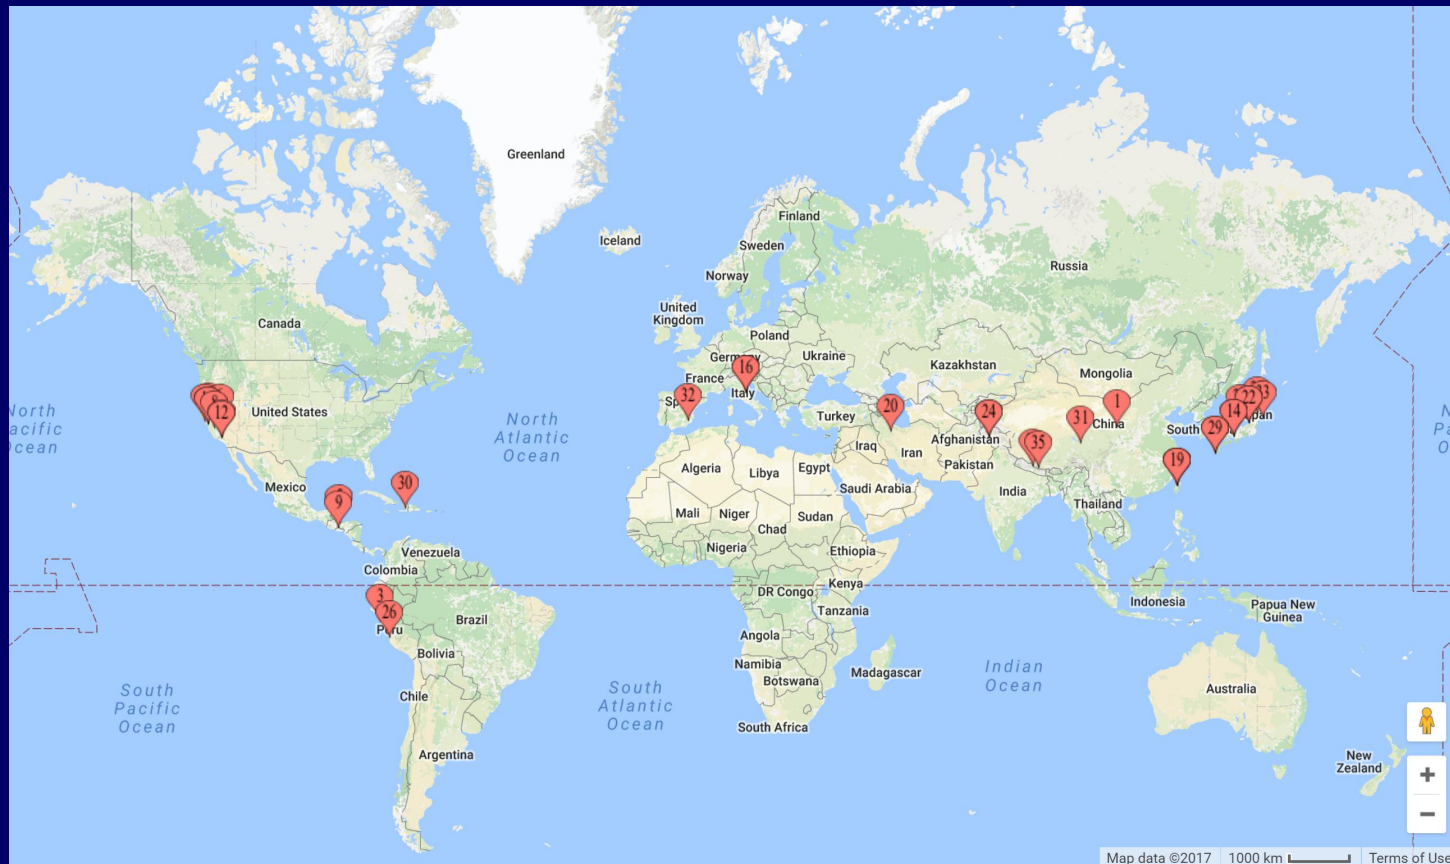 Greenland
Finland
Iceland
Sweden
Russia
Norway
United
Kingdom
Canada
Poland
Germany
Ukraine
Kazakhstan
Mongolia
France
16
Italy
32
United States
12
North
Atlantic
Ocean
Turkey
20
24
31
1
China
35
22
33
14
29
South
Afghanistan
Iraq
Iran
Pakistan
Algeria
Libya
Egypt
Saudi Arabia
India
19
Mexico
30
9
Mali
Niger
Sudan
Chad
Thailand
Nigeria
Ethiopia
Venezuela
Colombia
Kenya
DR Congo
3
26
Peru
Brazil
Tanzania
Indonesia
Papua New
Guinea
Angola
Bolivia
Namibia
Botswana
Madagascar
Indian
Ocean
Australia
South
Pacific
Ocean
Chile
South
Atlantic
Ocean
South Africa
Argentina
New
Zealand
+
−
Map data ©2017 1000 km Terms of Use